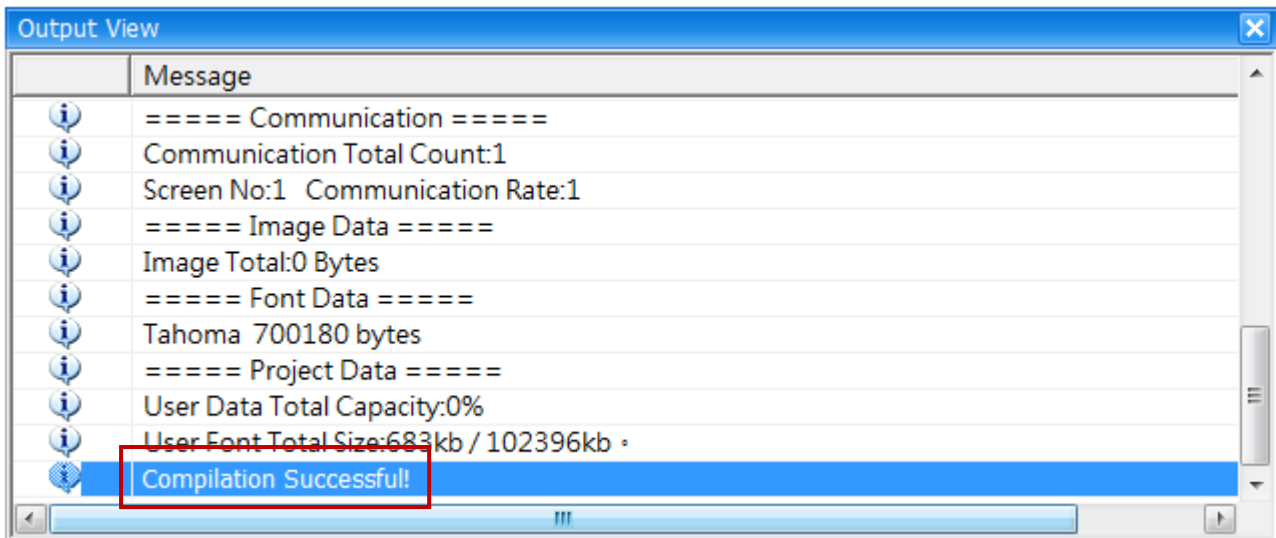 Output View
Message
===== Communication =====
Communication Total Count:1
Screen No:1   Communication Rate:1
===== Image Data =====
Image Total:0 Bytes
===== Font Data =====
Tahoma  700180 bytes
===== Project Data =====
User Data Total Capacity:0%
User Font Total Size:683kb / 102396kb。
Compilation Successful!